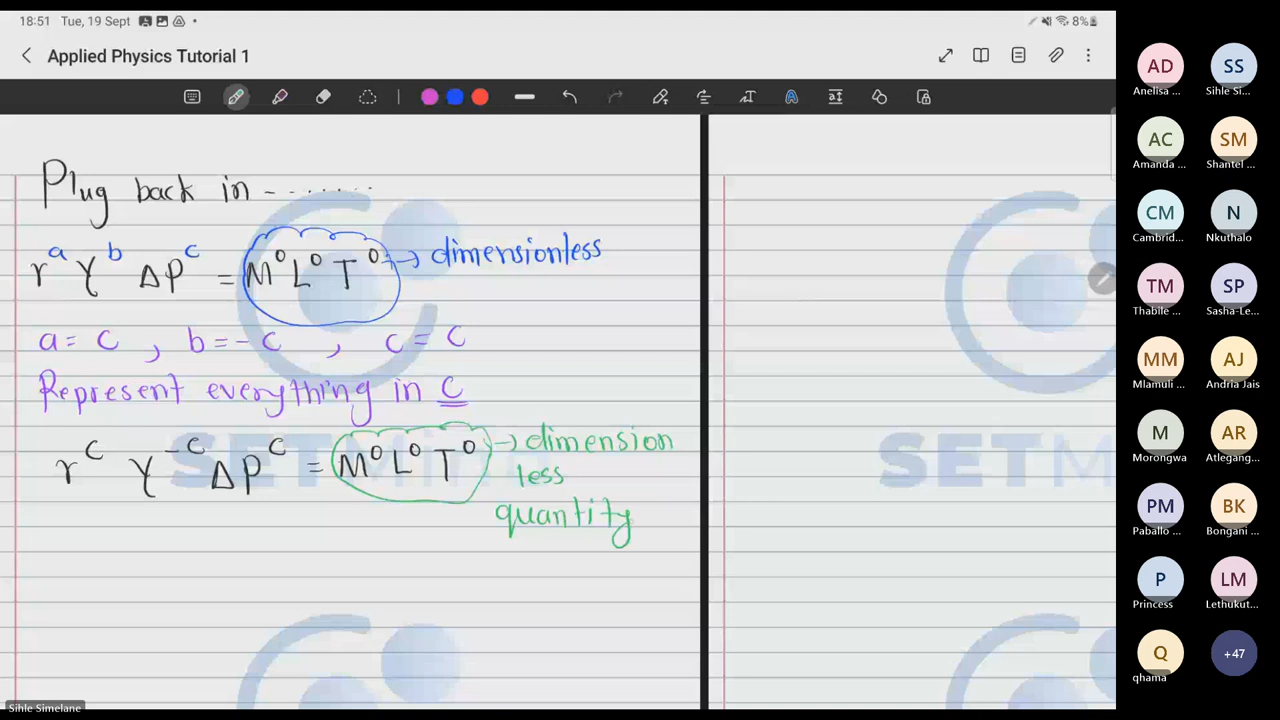 18:51 Tue, 19 Sept 8%
Applied Physics Tutorial 1
Plug back in - - - - - - - -
r^a γ^b ΔP^c = M^0 L^0 T^0 → dimensionless
a = c , b = -c , c = c
Represent everything in c
r^c γ^-c ΔP^c = M^0 L^0 T^0 → dimension
less
quantity
SETMi
SETM
Sihle Simelane
AD
Anelisa ...
SS
Sihle Si...
AC
Amanda ...
SM
Shantel ...
CM
Cambrid...
N
Nkuthalo
TM
Thabile ...
SP
Sasha-Le...
MM
Mlamuli ...
AJ
Andria Jais
M
Morongwa
AR
Atlegang...
PM
Paballo ...
BK
Bongani ...
P
Princess
LM
Lethukut...
Q
qhama
+47